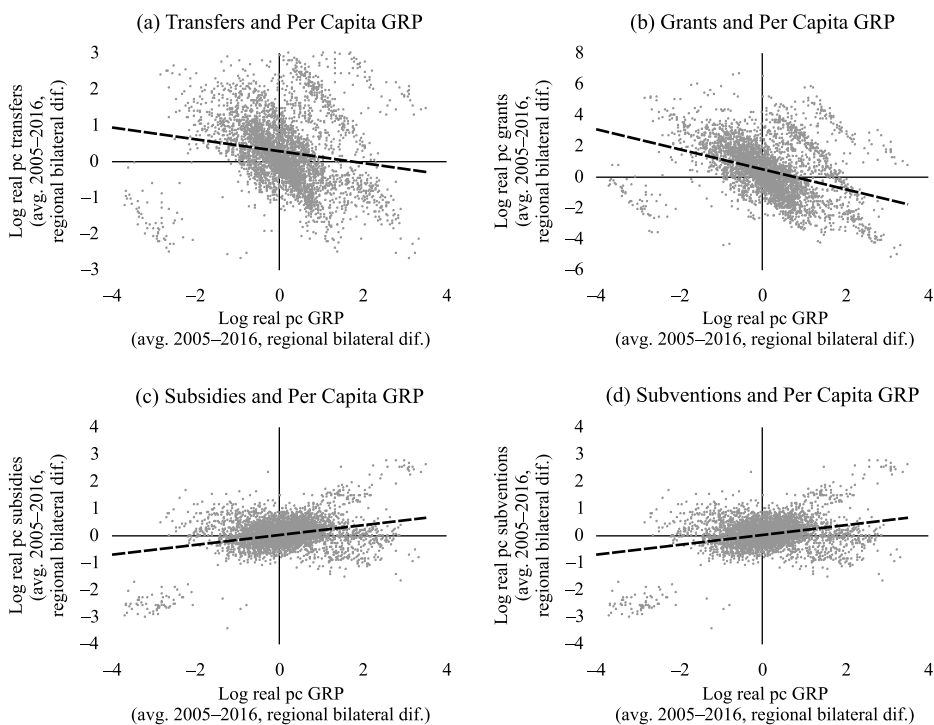 (a) Transfers and Per Capita GRP
Log real pc transfers
(avg. 2005–2016,
regional bilateral dif.)
3
2
1
0
–1
–2
–3
–4
–2
0
2
4
Log real pc GRP
(avg. 2005–2016, regional bilateral dif.)
(b) Grants and Per Capita GRP
Log real pc grants
(avg. 2005–2016,
regional bilateral dif.)
8
6
4
2
0
–2
–4
–6
–4
–2
0
2
4
Log real pc GRP
(avg. 2005–2016, regional bilateral dif.)
(c) Subsidies and Per Capita GRP
Log real pc subsidies
(avg. 2005–2016,
regional bilateral dif.)
4
3
2
1
0
–1
–2
–3
–4
–4
–2
0
2
4
Log real pc GRP
(avg. 2005–2016, regional bilateral dif.)
(d) Subventions and Per Capita GRP
Log real pc subventions
(avg. 2005–2016,
regional bilateral dif.)
4
3
2
1
0
–1
–2
–3
–4
–4
–2
0
2
4
Log real pc GRP
(avg. 2005–2016, regional bilateral dif.)